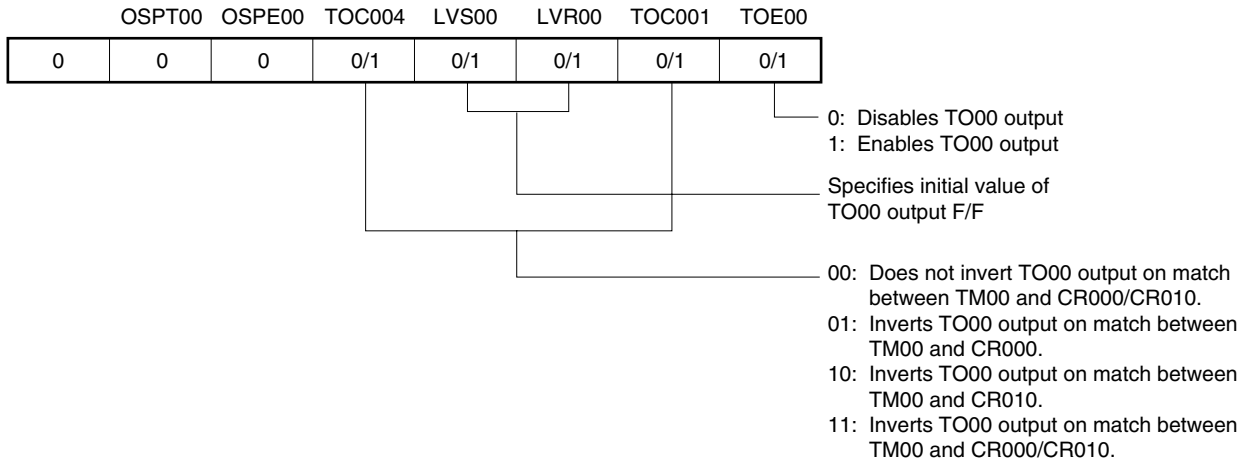 OSPT00 OSPE00 TOC004 LVS00 LVR00 TOC001 TOE00
0 0 0 0/1 0/1 0/1 0/1 0/1
0: Disables TO00 output
1: Enables TO00 output
Specifies initial value of
TO00 output F/F
00: Does not invert TO00 output on match
between TM00 and CR000/CR010.
01: Inverts TO00 output on match between
TM00 and CR000.
10: Inverts TO00 output on match between
TM00 and CR010.
11: Inverts TO00 output on match between
TM00 and CR000/CR010.